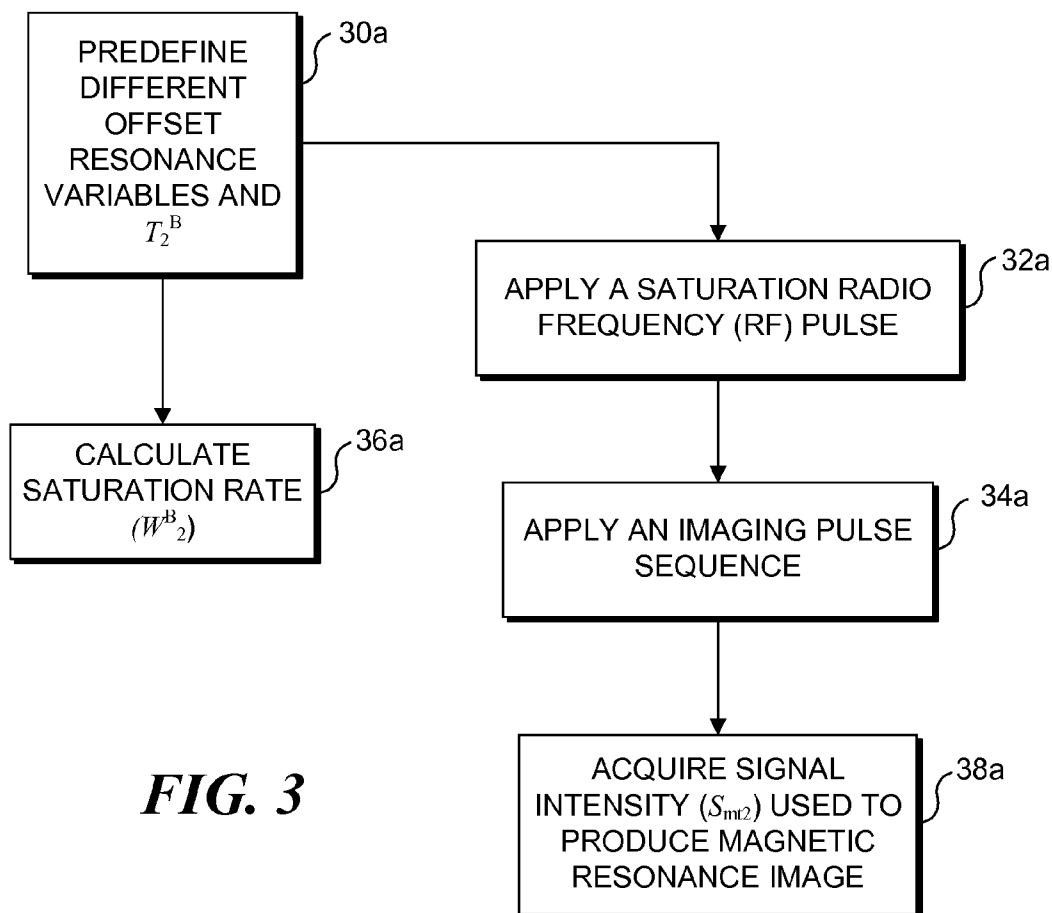 PREDEFINE
DIFFERENT
OFFSET
RESONANCE
VARIABLES AND
T₂ᴮ
30a
APPLY A SATURATION RADIO
FREQUENCY (RF) PULSE
32a
CALCULATE
SATURATION RATE
(Wᴮ₂)
36a
APPLY AN IMAGING PULSE
SEQUENCE
34a
ACQUIRE SIGNAL
INTENSITY (Sₘₜ₂) USED TO
PRODUCE MAGNETIC
RESONANCE IMAGE
38a
FIG. 3